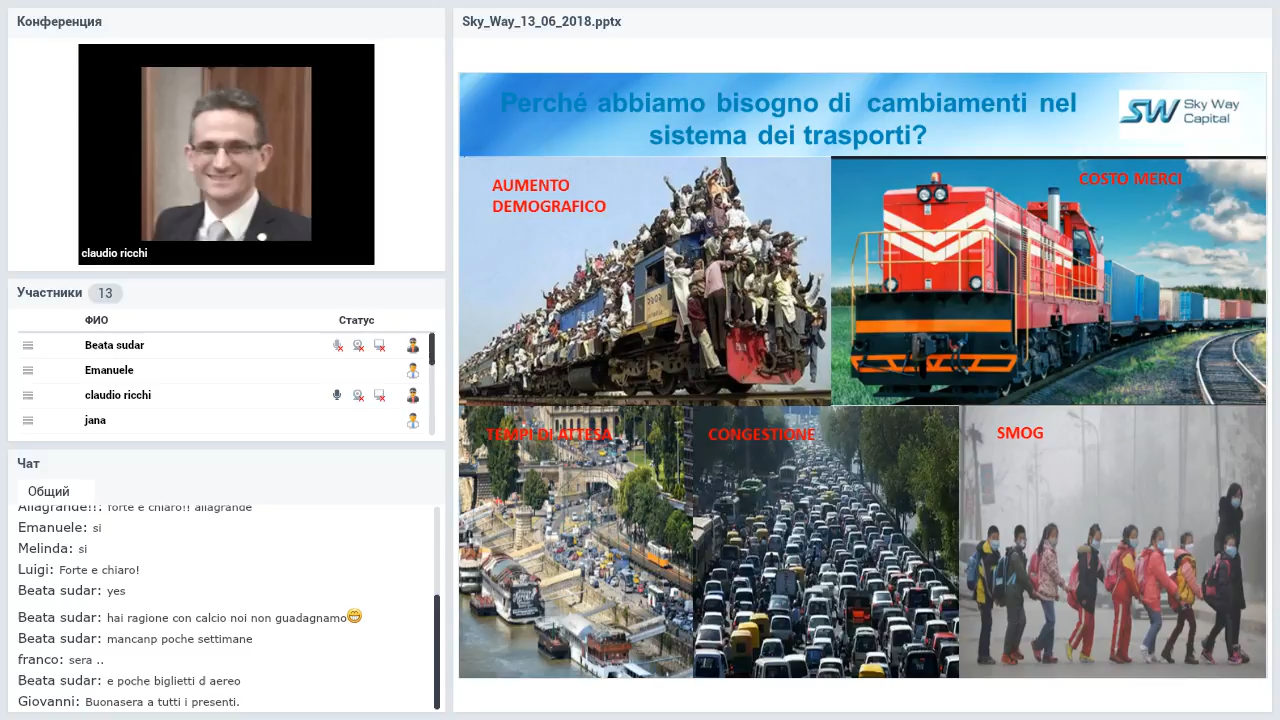 Конференция
claudio ricchi
Участники 13
ФИО Статус
Beata sudar
Emanuele
claudio ricchi
jana
Чат
Общий
Allagrande!!: forte e chiaro!! allagrande
Emanuele: si
Melinda: si
Luigi: Forte e chiaro!
Beata sudar: yes
Beata sudar: hai ragione con calcio noi non guadagnamo
Beata sudar: mancanp poche settimane
franco: sera ..
Beata sudar: e poche biglietti d aereo
Giovanni: Buonasera a tutti i presenti.
Sky_Way_13_06_2018.pptx
Perché abbiamo bisogno di cambiamenti nel
sistema dei trasporti?
SW Sky Way
Capital
AUMENTO
DEMOGRAFICO
COSTO MERCI
TEMPI DI ATTESA
CONGESTIONE
SMOG